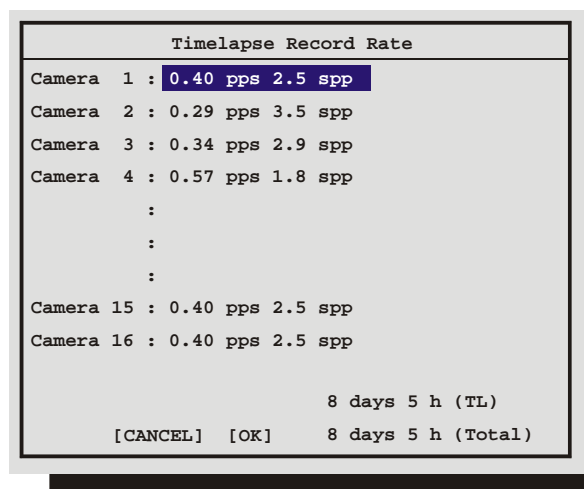 Timelapse Record Rate
Camera 1 : 0.40 pps 2.5 spp
Camera 2 : 0.29 pps 3.5 spp
Camera 3 : 0.34 pps 2.9 spp
Camera 4 : 0.57 pps 1.8 spp
:
:
:
Camera 15 : 0.40 pps 2.5 spp
Camera 16 : 0.40 pps 2.5 spp
8 days 5 h (TL)
[CANCEL] [OK] 8 days 5 h (Total)